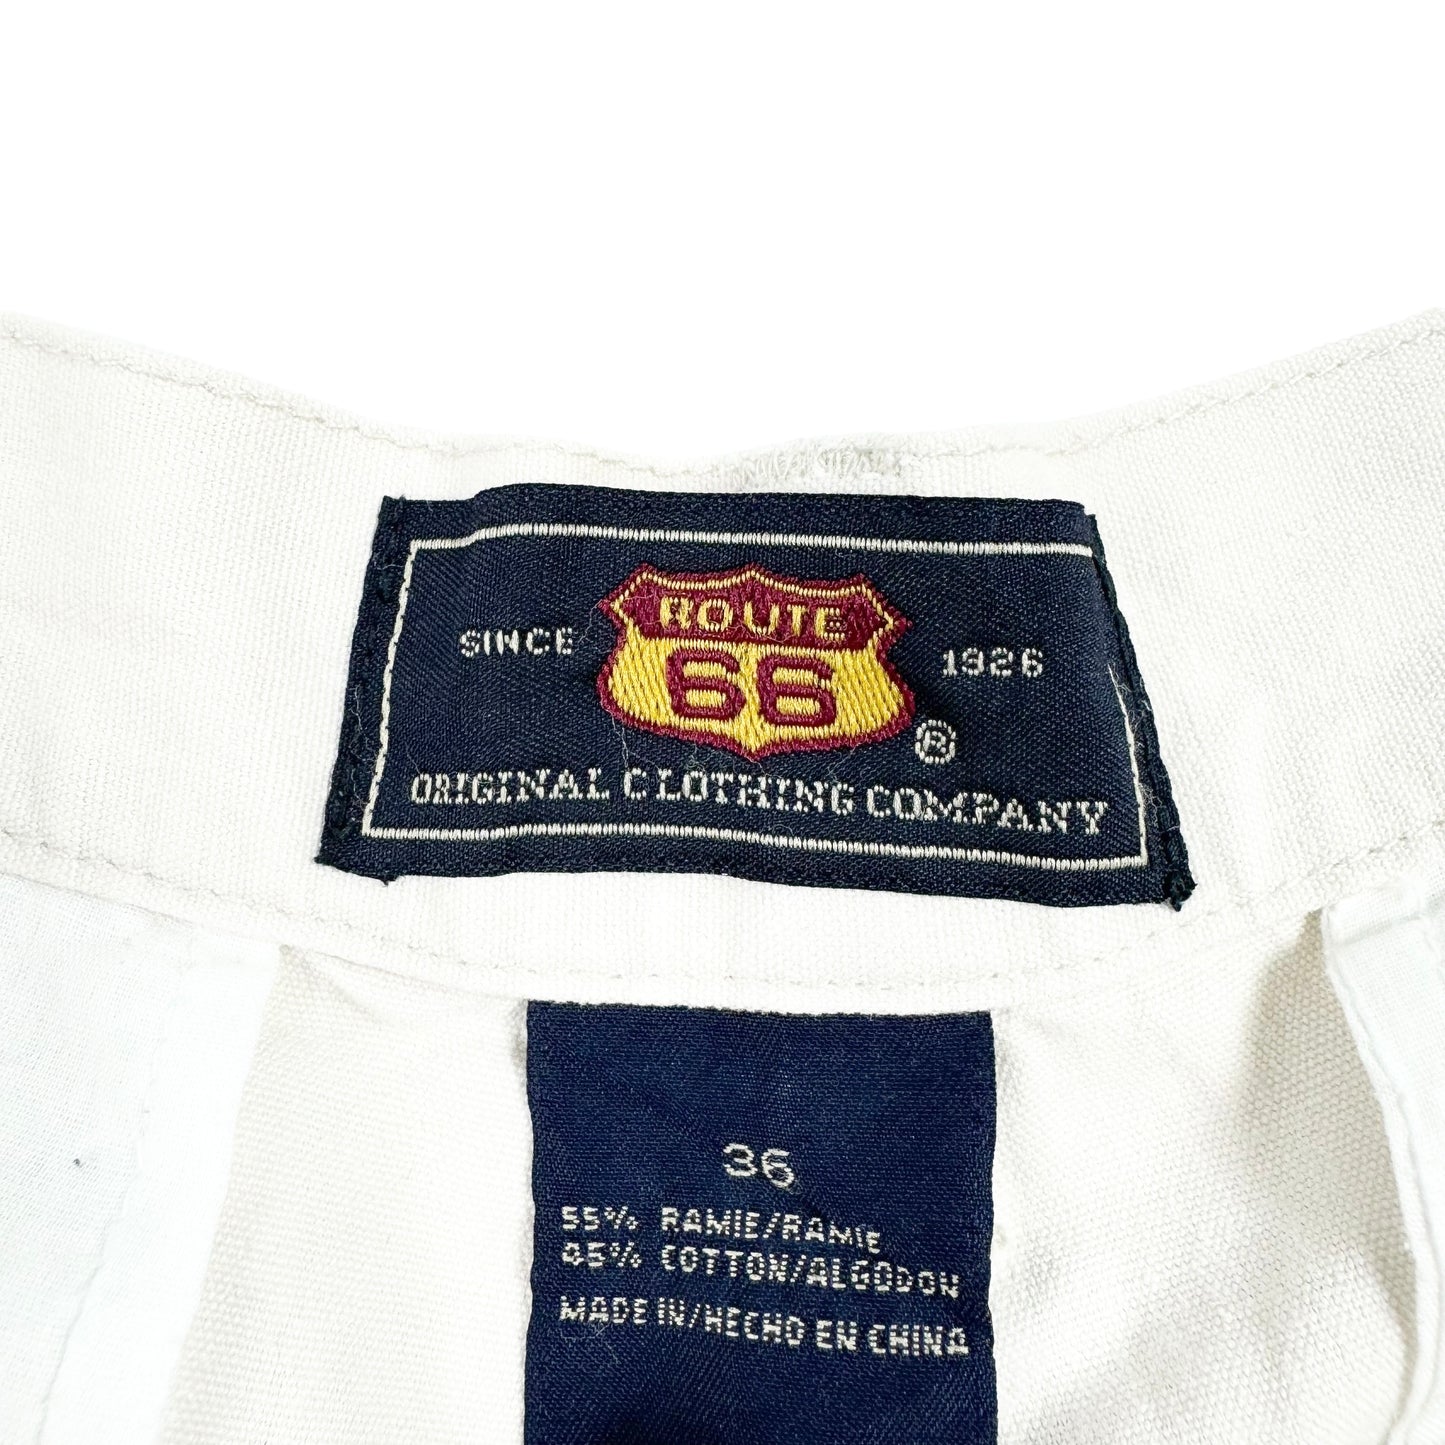 SINCE ROUTE 66 1926
®
ORIGINAL CLOTHING COMPANY
36
55% RAMIE/RAMIE
45% COTTON/ALGODON
MADE IN/HECHO EN CHINA